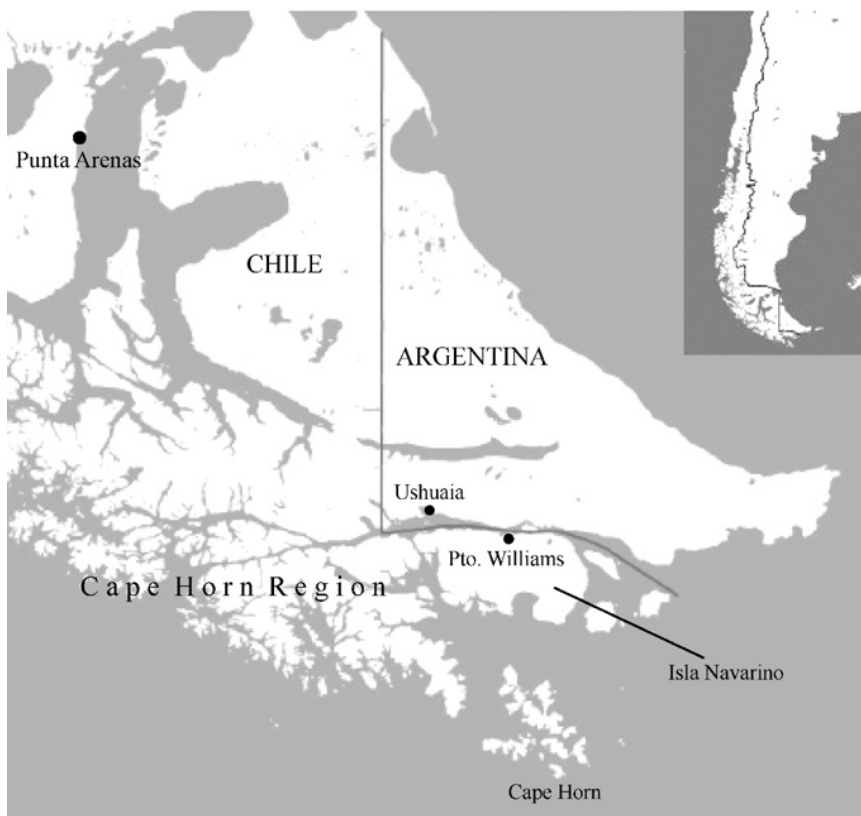 Punta Arenas
CHILE
ARGENTINA
Ushuaia
Pto. Williams
Cape Horn Region
Isla Navarino
Cape Horn